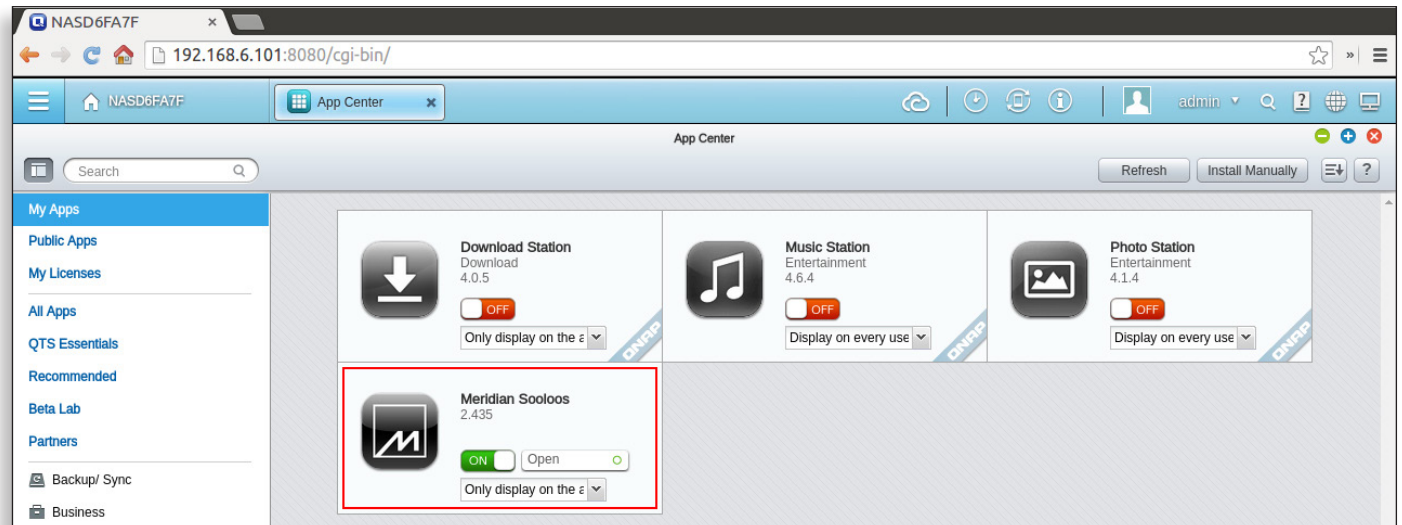 NASD6FA7F
192.168.6.101:8080/cgi-bin/
NASD6FA7F
App Center
admin
App Center
Search
Refresh
Install Manually
My Apps
Public Apps
My Licenses
All Apps
QTS Essentials
Recommended
Beta Lab
Partners
Backup/ Sync
Business
Download Station
Download
4.0.5
OFF
Only display on the a
QNAP
Music Station
Entertainment
4.6.4
OFF
Display on every use
QNAP
Photo Station
Entertainment
4.1.4
OFF
Display on every use
QNAP
Meridian Sooloos
2.435
ON
Open
Only display on the a